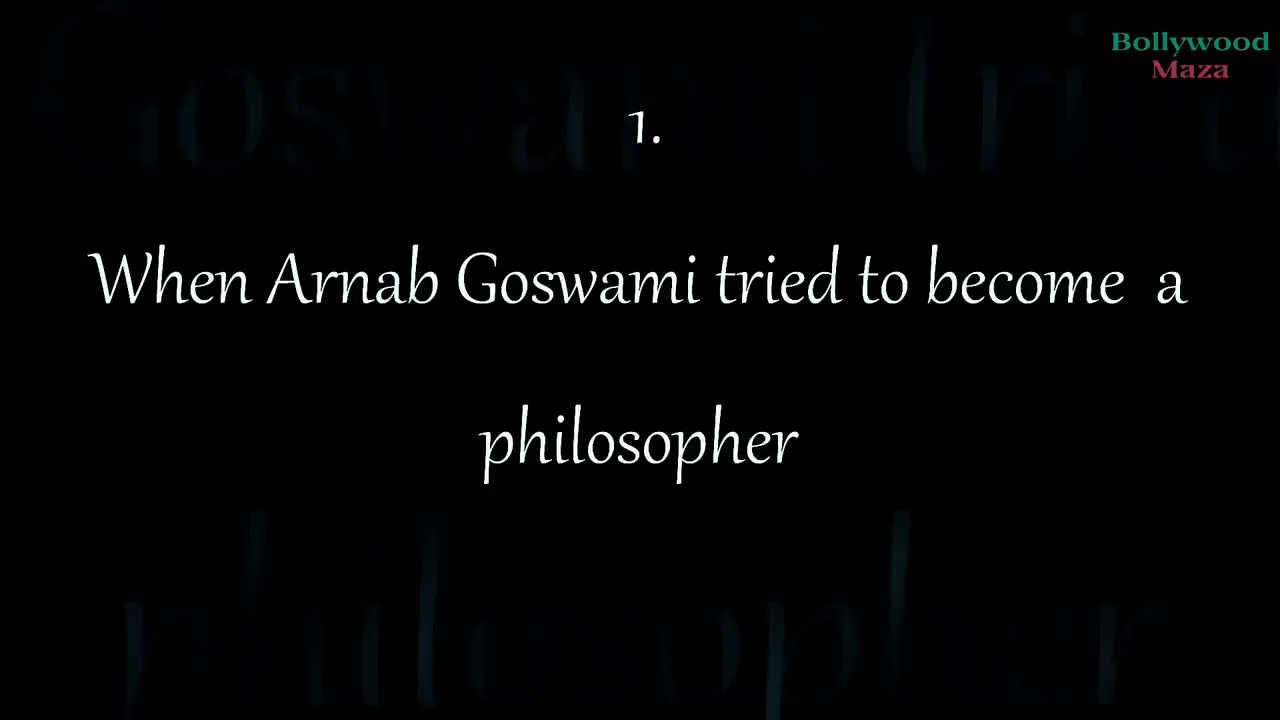 Bollywood
Maza
1.
When Arnab Goswami tried to become a
philosopher